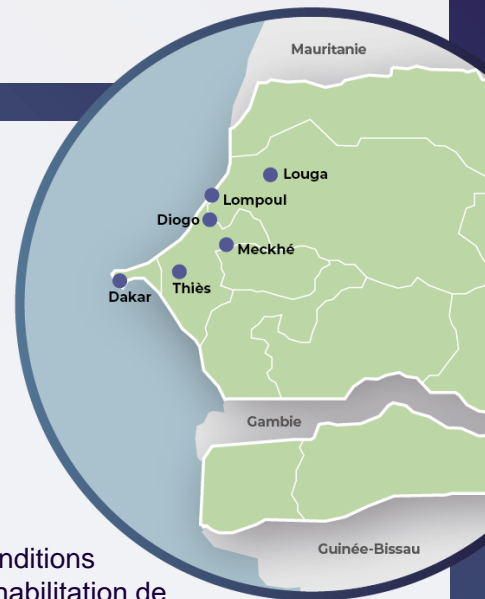 Mauritanie
Louga
Lompoul
Diogo
Meckhé
Thiès
Dakar
Gambie
Guinée-Bissau
nditions
habilitation de